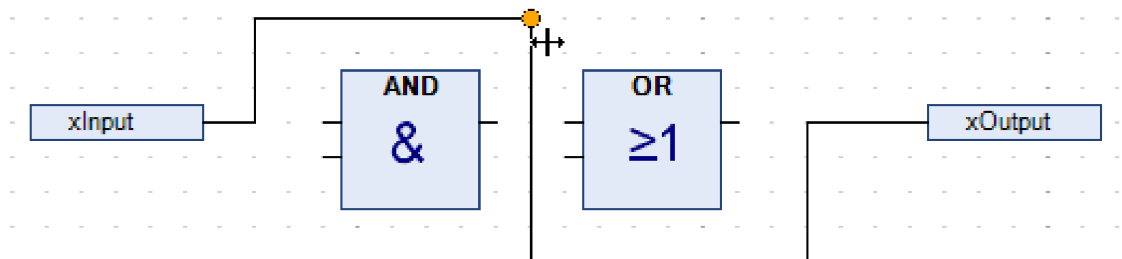 AND
OR
xInput
&
≥1
xOutput